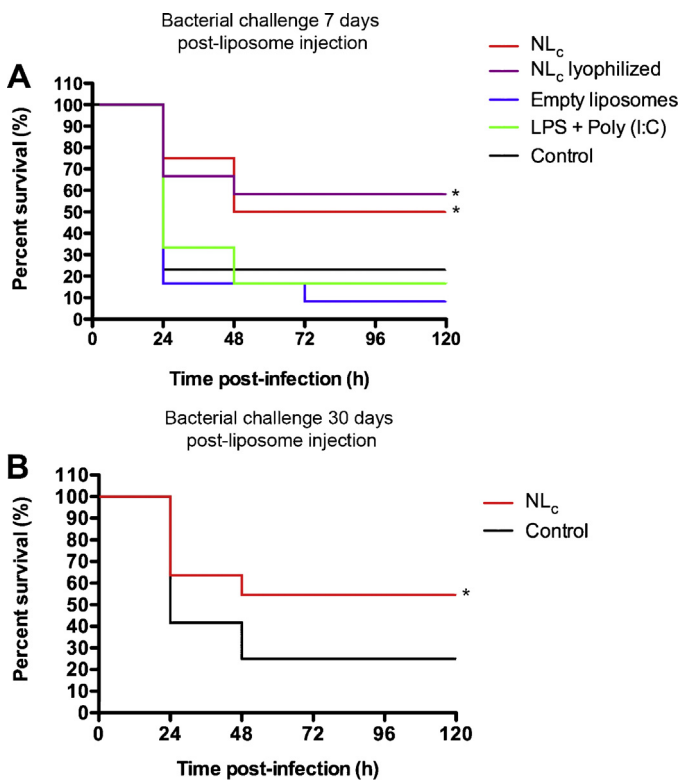 Bacterial challenge 7 days
post-liposome injection
A
Percent survival (%)
110
100
90
80
70
60
50
40
30
20
10
0
0 24 48 72 96 120
Time post-infection (h)
NLc
NLc lyophilized
Empty liposomes
LPS + Poly (I:C)
Control
*
*
Bacterial challenge 30 days
post-liposome injection
B
Percent survival (%)
110
100
90
80
70
60
50
40
30
20
10
0
0 24 48 72 96 120
Time post-infection (h)
NLc
Control
*